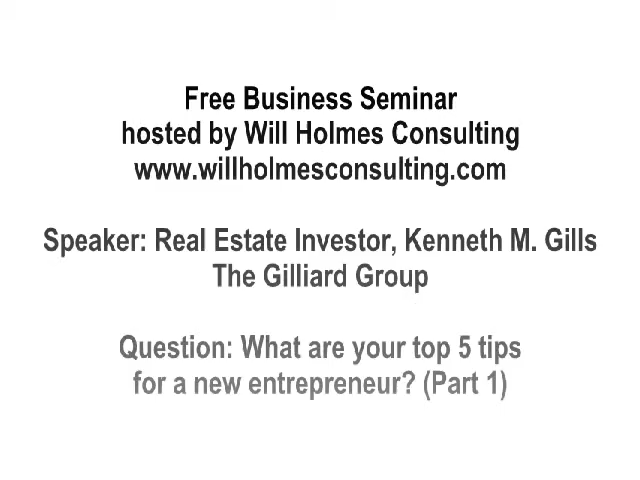 Free Business Seminar
hosted by Will Holmes Consulting
www.willholmesconsulting.com
Speaker: Real Estate Investor, Kenneth M. Gills
The Gilliard Group
Question: What are your top 5 tips
for a new entrepreneur? (Part 1)